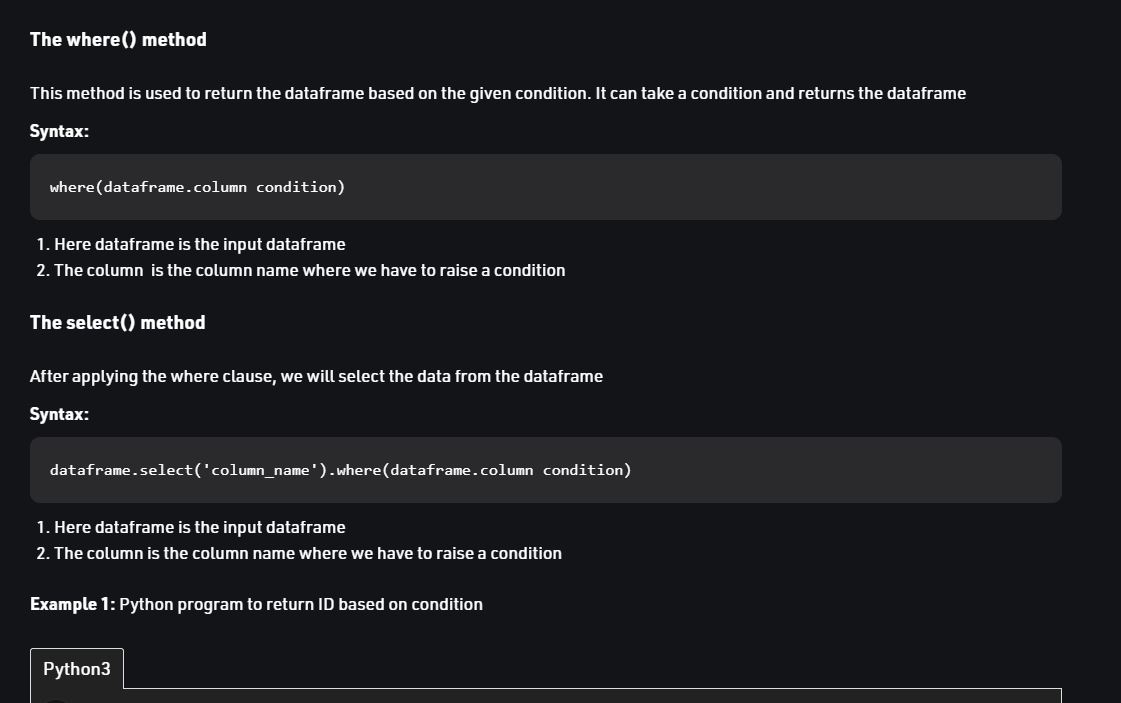 The where() method
This method is used to return the dataframe based on the given condition. It can take a condition and returns the dataframe
Syntax:
where(dataframe.column condition)
1. Here dataframe is the input dataframe
2. The column  is the column name where we have to raise a condition
The select() method
After applying the where clause, we will select the data from the dataframe
Syntax:
dataframe.select('column_name').where(dataframe.column condition)
1. Here dataframe is the input dataframe
2. The column is the column name where we have to raise a condition
Example 1: Python program to return ID based on condition
Python3